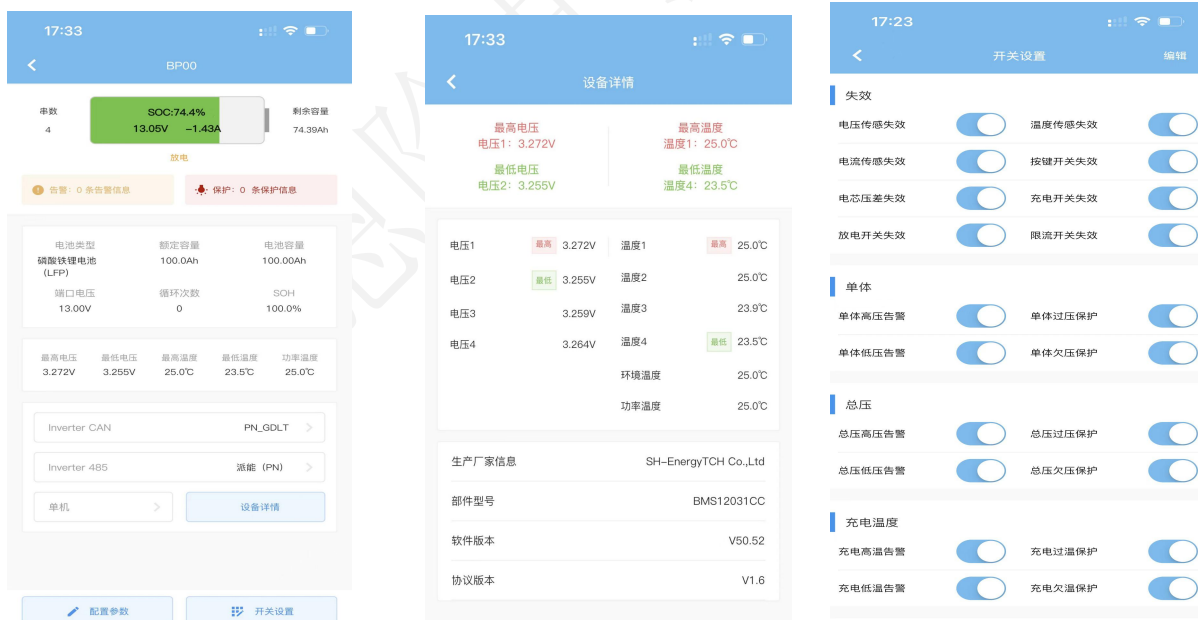 17:33
BP00
串数
SOC:74.4%
剩余容量
4
13.05V -1.43A
74.39Ah
放电
告警：0 条告警信息
保护：0 条保护信息
电池类型
额定容量
电池容量
磷酸铁锂电池
(LFP)
100.0Ah
100.00Ah
端口电压
循环次数
SOH
13.00V
0
100.0%
最高电压
最低电压
最高温度
最低温度
功率温度
3.272V
3.255V
25.0℃
23.5℃
25.0℃
Inverter CAN
PN_GDLT
Inverter 485
派能（PN）
单机
设备详情
配置参数
开关设置
17:33
设备详情
最高电压
电压1：3.272V
最高温度
温度1：25.0℃
最低电压
电压2：3.255V
最低温度
温度4：23.5℃
电压1 最高 3.272V
温度1 最高 25.0℃
电压2 最低 3.255V
温度2 25.0℃
电压3 3.259V
温度3 23.9℃
电压4 3.264V
温度4 最低 23.5℃
环境温度 25.0℃
功率温度 25.0℃
生产厂家信息 SH-EnergyTCH Co.,Ltd
部件型号 BMS12031CC
软件版本 V50.52
协议版本 V1.6
17:23
开关设置 编辑
失效
电压传感失效 温度传感失效
电流传感失效 按键开关失效
电芯压差失效 充电开关失效
放电开关失效 限流开关失效
单体
单体高压告警 单体过压保护
单体低压告警 单体欠压保护
总压
总压高压告警 总压过压保护
总压低压告警 总压欠压保护
充电温度
充电高温告警 充电过温保护
充电低温告警 充电欠温保护